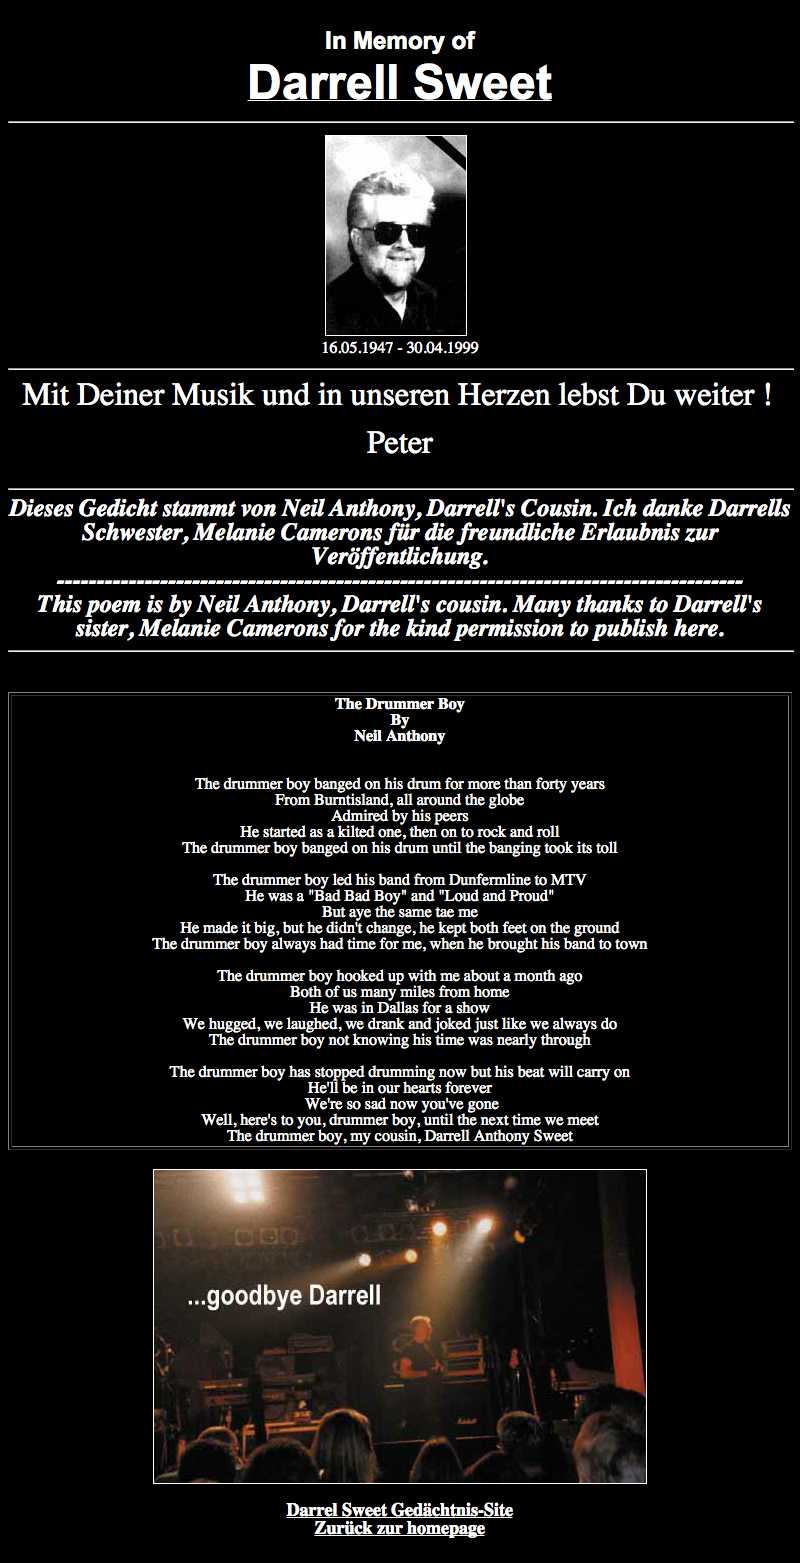 In Memory of
Darrell Sweet
16.05.1947 - 30.04.1999
Mit Deiner Musik und in unseren Herzen lebst Du weiter !
Peter
Dieses Gedicht stammt von Neil Anthony, Darrell's Cousin. Ich danke Darrells
Schwester, Melanie Camerons für die freundliche Erlaubnis zur
Veröffentlichung.
--------------------------------------------------------------------------------------
This poem is by Neil Anthony, Darrell's cousin. Many thanks to Darrell's
sister, Melanie Camerons for the kind permission to publish here.
The Drummer Boy
By
Neil Anthony
The drummer boy banged on his drum for more than forty years
From Burntisland, all around the globe
Admired by his peers
He started as a kilted one, then on to rock and roll
The drummer boy banged on his drum until the banging took its toll
The drummer boy led his band from Dunfermline to MTV
He was a "Bad Bad Boy" and "Loud and Proud"
But aye the same tae me
He made it big, but he didn't change, he kept both feet on the ground
The drummer boy always had time for me, when he brought his band to town
The drummer boy hooked up with me about a month ago
Both of us many miles from home
He was in Dallas for a show
We hugged, we laughed, we drank and joked just like we always do
The drummer boy not knowing his time was nearly through
The drummer boy has stopped drumming now but his beat will carry on
He'll be in our hearts forever
We're so sad now you've gone
Well, here's to you, drummer boy, until the next time we meet
The drummer boy, my cousin, Darrell Anthony Sweet
...goodbye Darrell
Darrel Sweet Gedächtnis-Site
Zurück zur homepage